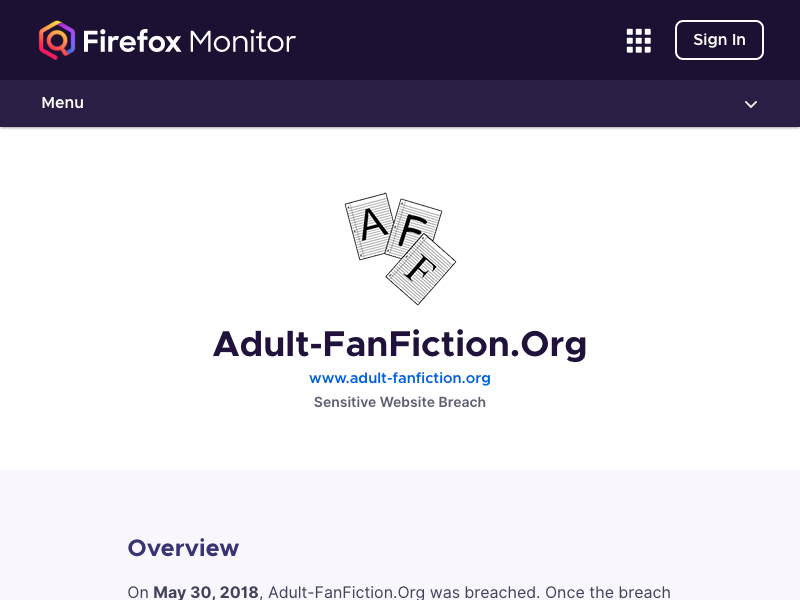 Firefox Monitor
Sign In
Menu
A F
F
Adult-FanFiction.Org
www.adult-fanfiction.org
Sensitive Website Breach
Overview
On May 30, 2018, Adult-FanFiction.Org was breached. Once the breach